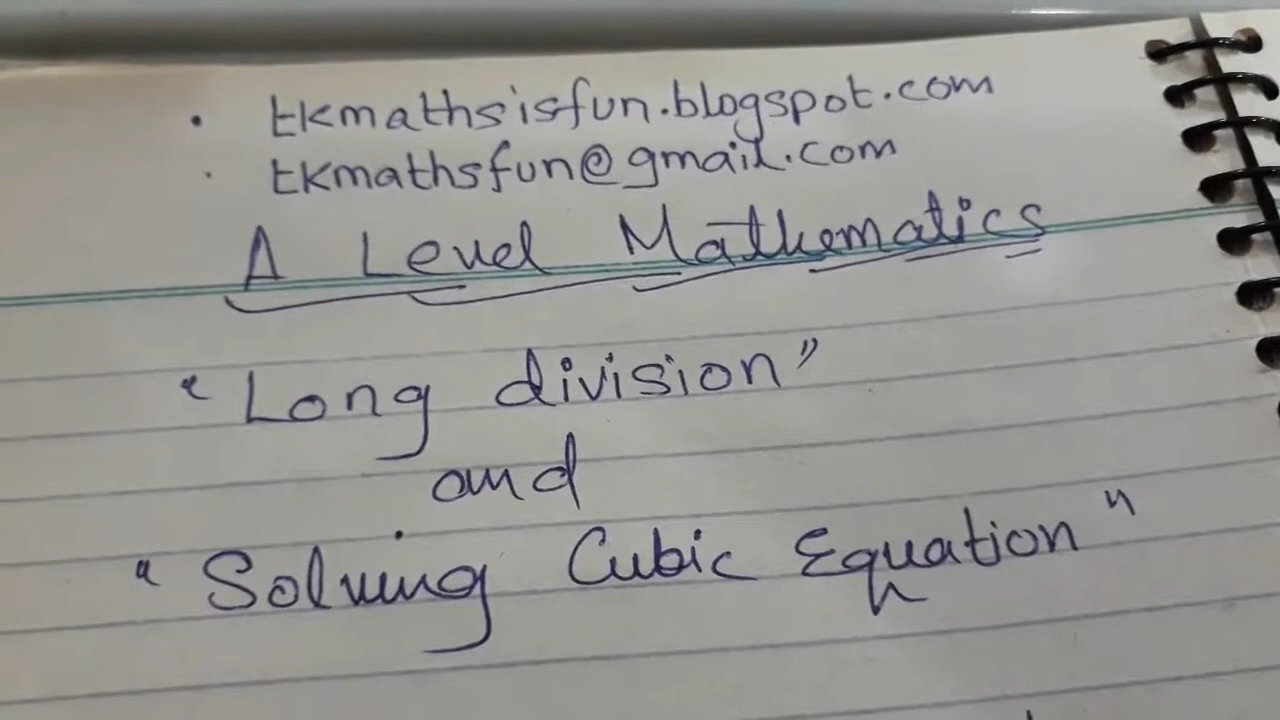 • tkmathsisfun.blogspot.com
• tkmathsfun@gmail.com
A Level Mathematics
"Long division"
and
"Solving Cubic Equation"